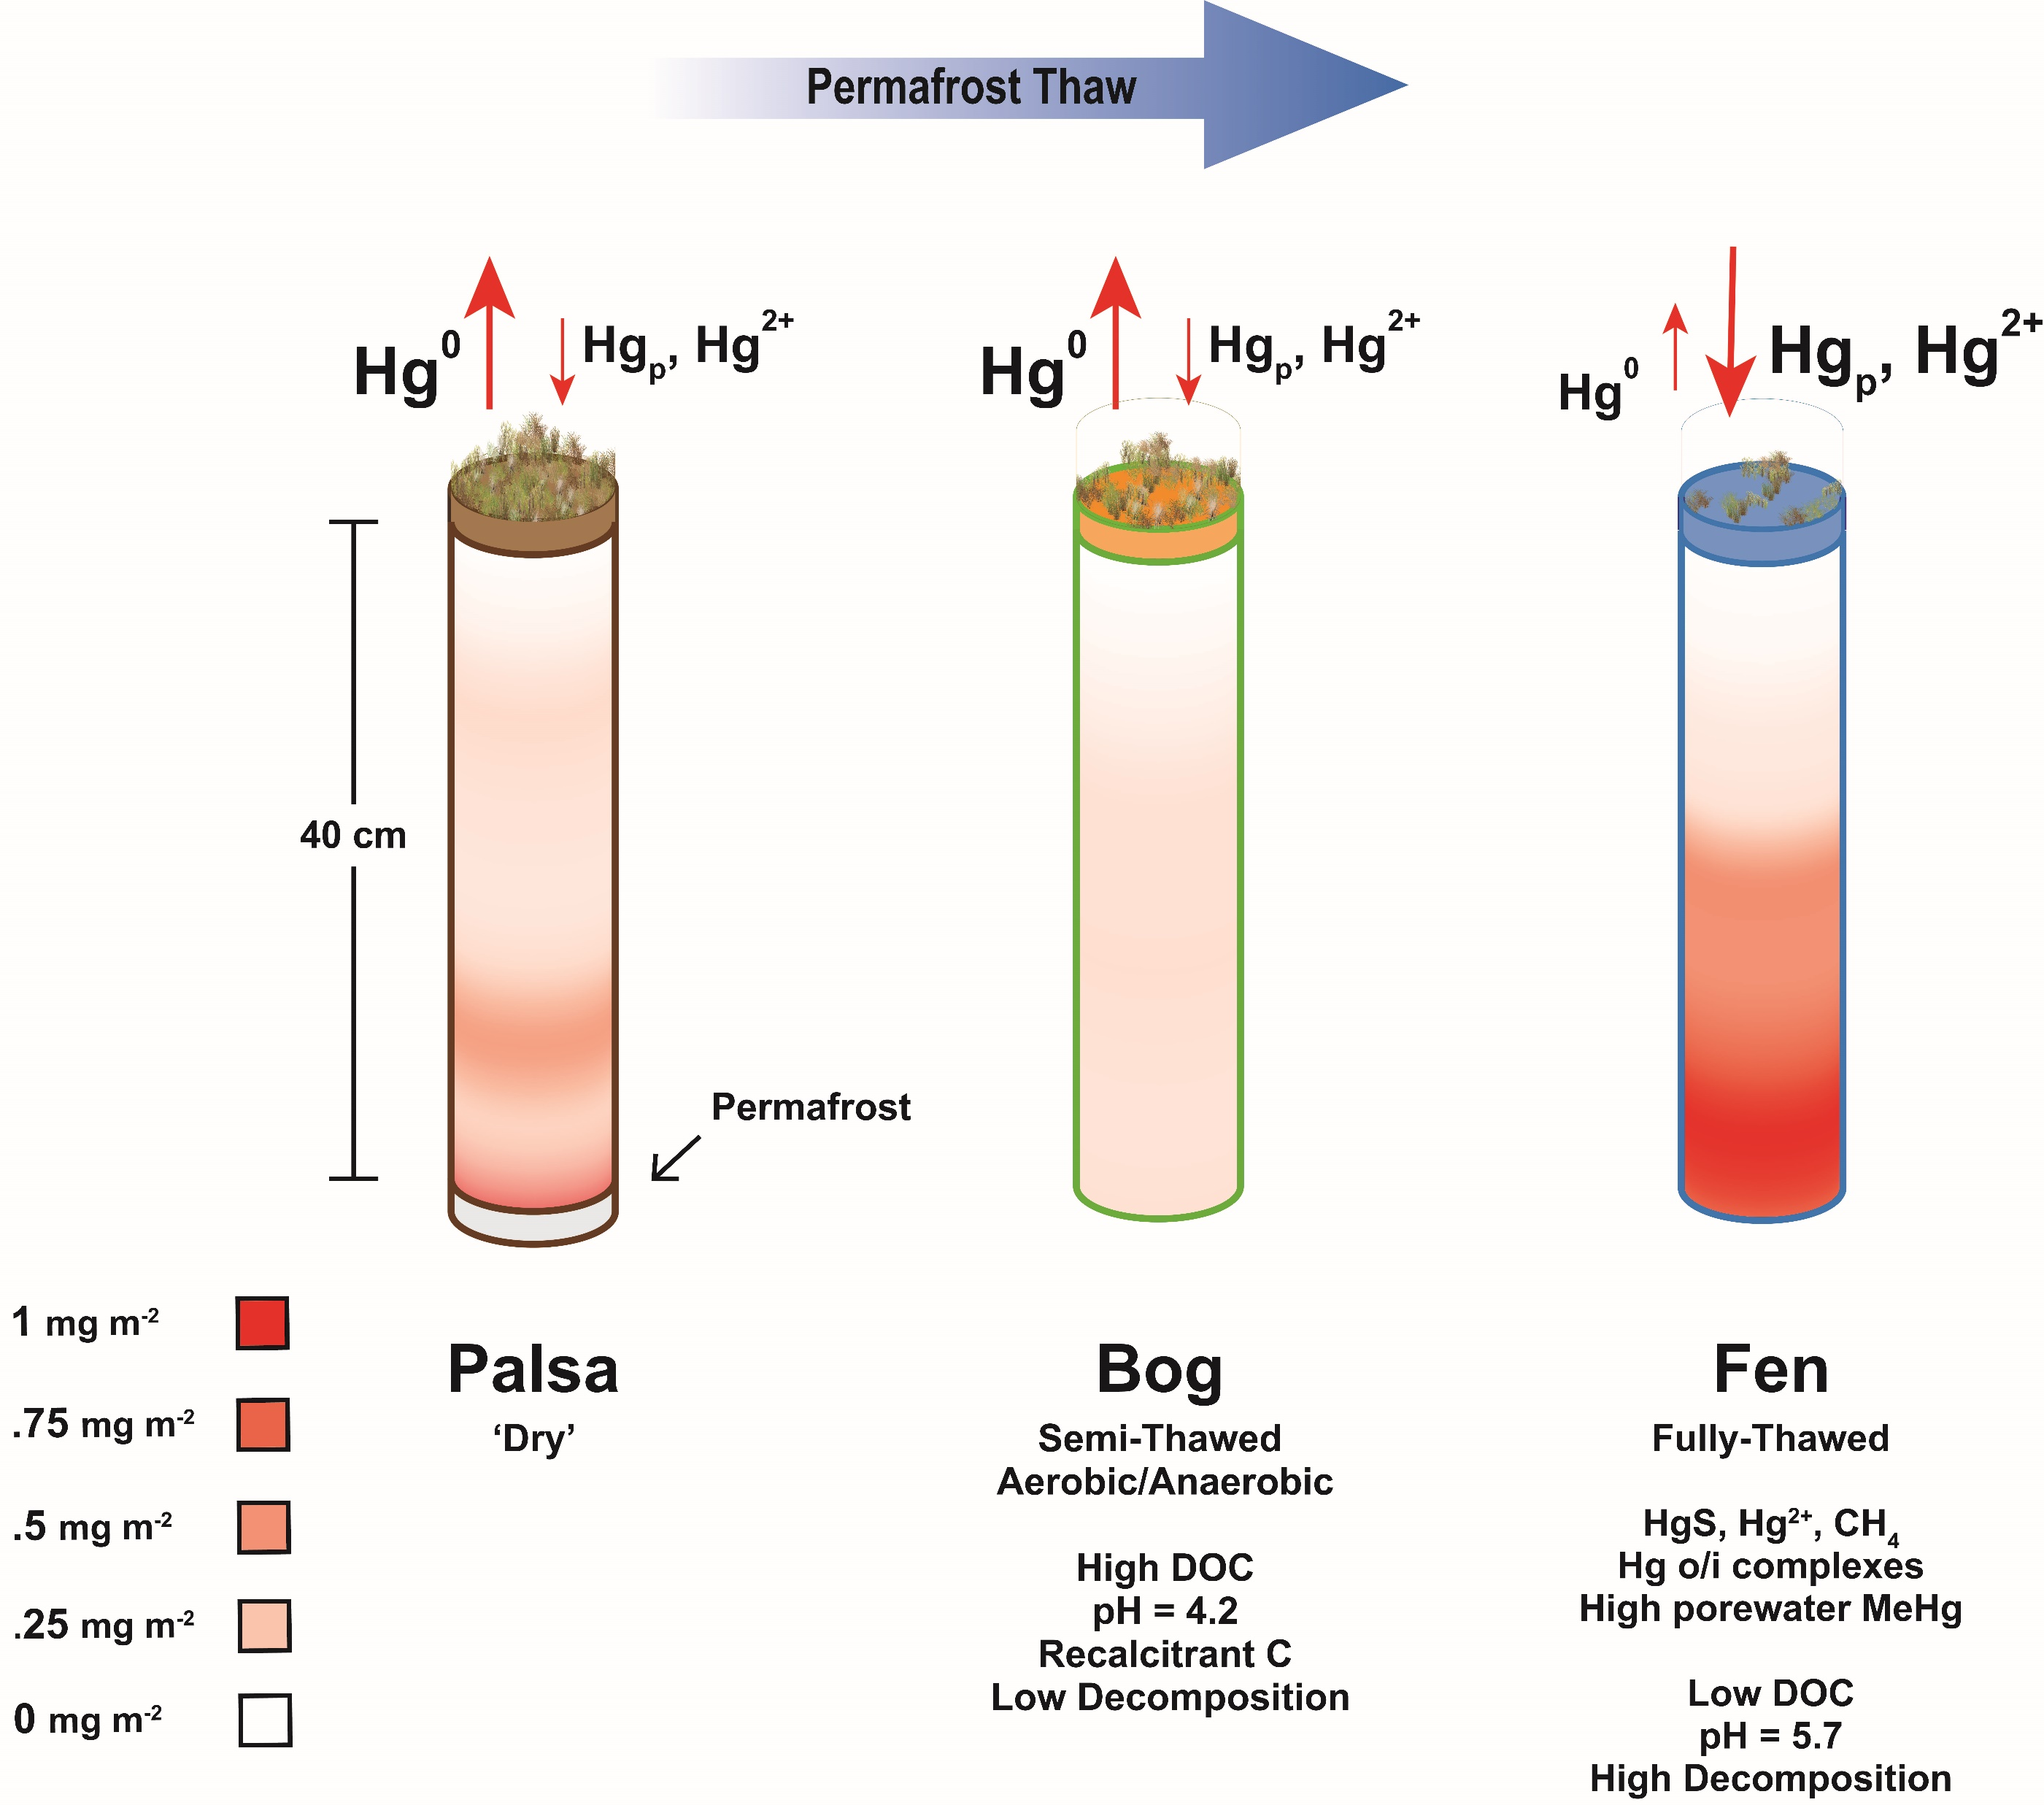 Permafrost Thaw
Hg⁰
Hgₚ, Hg²⁺
Hg⁰
Hgₚ, Hg²⁺
Hg⁰
Hgₚ, Hg²⁺
40 cm
Permafrost
1 mg m⁻²
.75 mg m⁻²
.5 mg m⁻²
.25 mg m⁻²
0 mg m⁻²
Palsa
‘Dry’
Bog
Semi-Thawed
Aerobic/Anaerobic
High DOC
pH = 4.2
Recalcitrant C
Low Decomposition
Fen
Fully-Thawed
HgS, Hg²⁺, CH₄
Hg o/i complexes
High porewater MeHg
Low DOC
pH = 5.7
High Decomposition